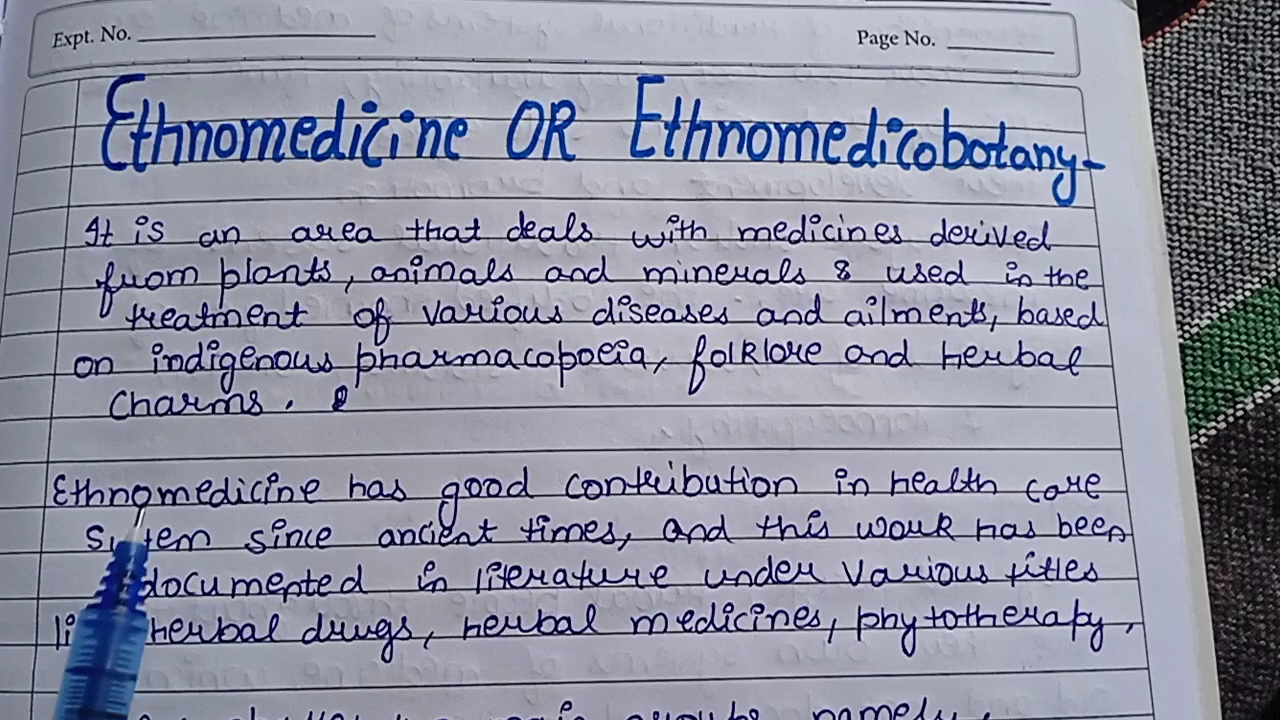 Expt. No.
Page No.
Ethnomedicine OR Ethnomedicobotany-
It is an area that deals with medicines derived
from plants, animals and minerals & used in the
treatment of various diseases and ailments, based
on indigenous pharmacopoeia, folklore and herbal
charms.
Ethnomedicine has good contribution in health care
since ancient times, and this work has been
documented in literature under various titles
herbal drugs, herbal medicines, phytotherapy,
namely